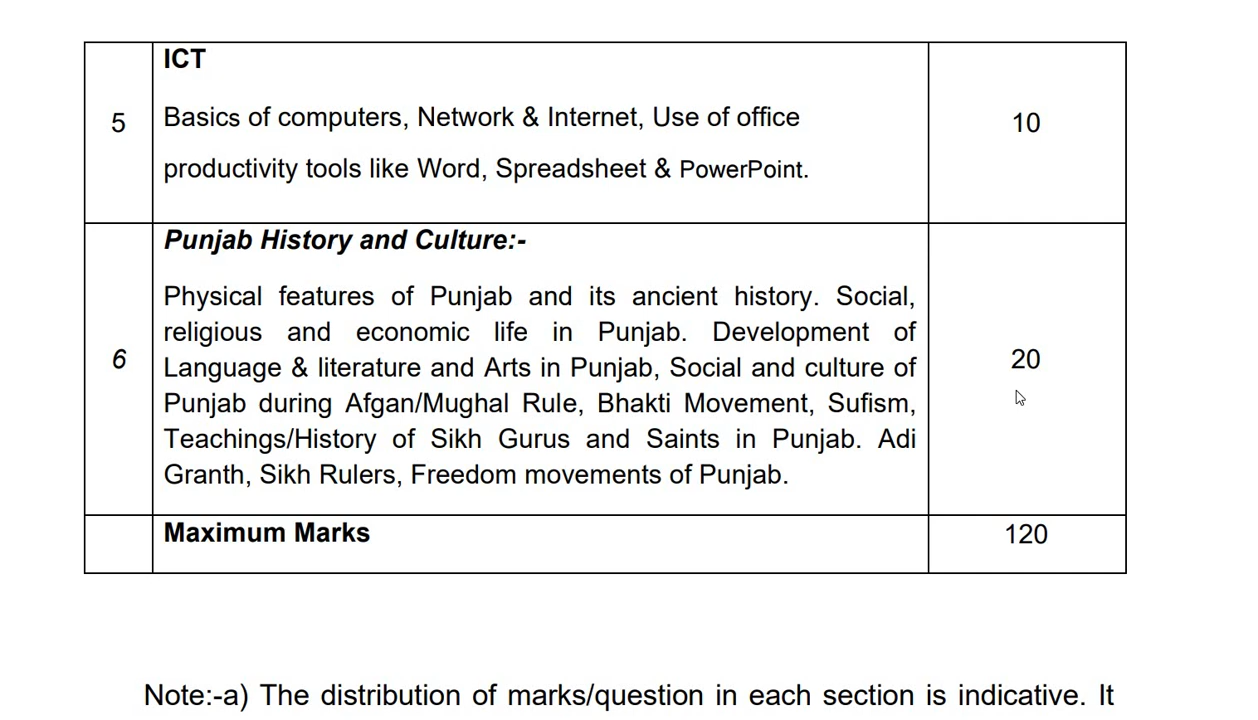 ICT
5
Basics of computers, Network & Internet, Use of office
10
productivity tools like Word, Spreadsheet & PowerPoint.
Punjab History and Culture:-
Physical features of Punjab and its ancient history. Social,
religious and economic life in Punjab. Development of
6
Language & literature and Arts in Punjab, Social and culture of
20
Punjab during Afgan/Mughal Rule, Bhakti Movement, Sufism,
Teachings/History of Sikh Gurus and Saints in Punjab. Adi
Granth, Sikh Rulers, Freedom movements of Punjab.
Maximum Marks
120
Note:-a) The distribution of marks/question in each section is indicative. It